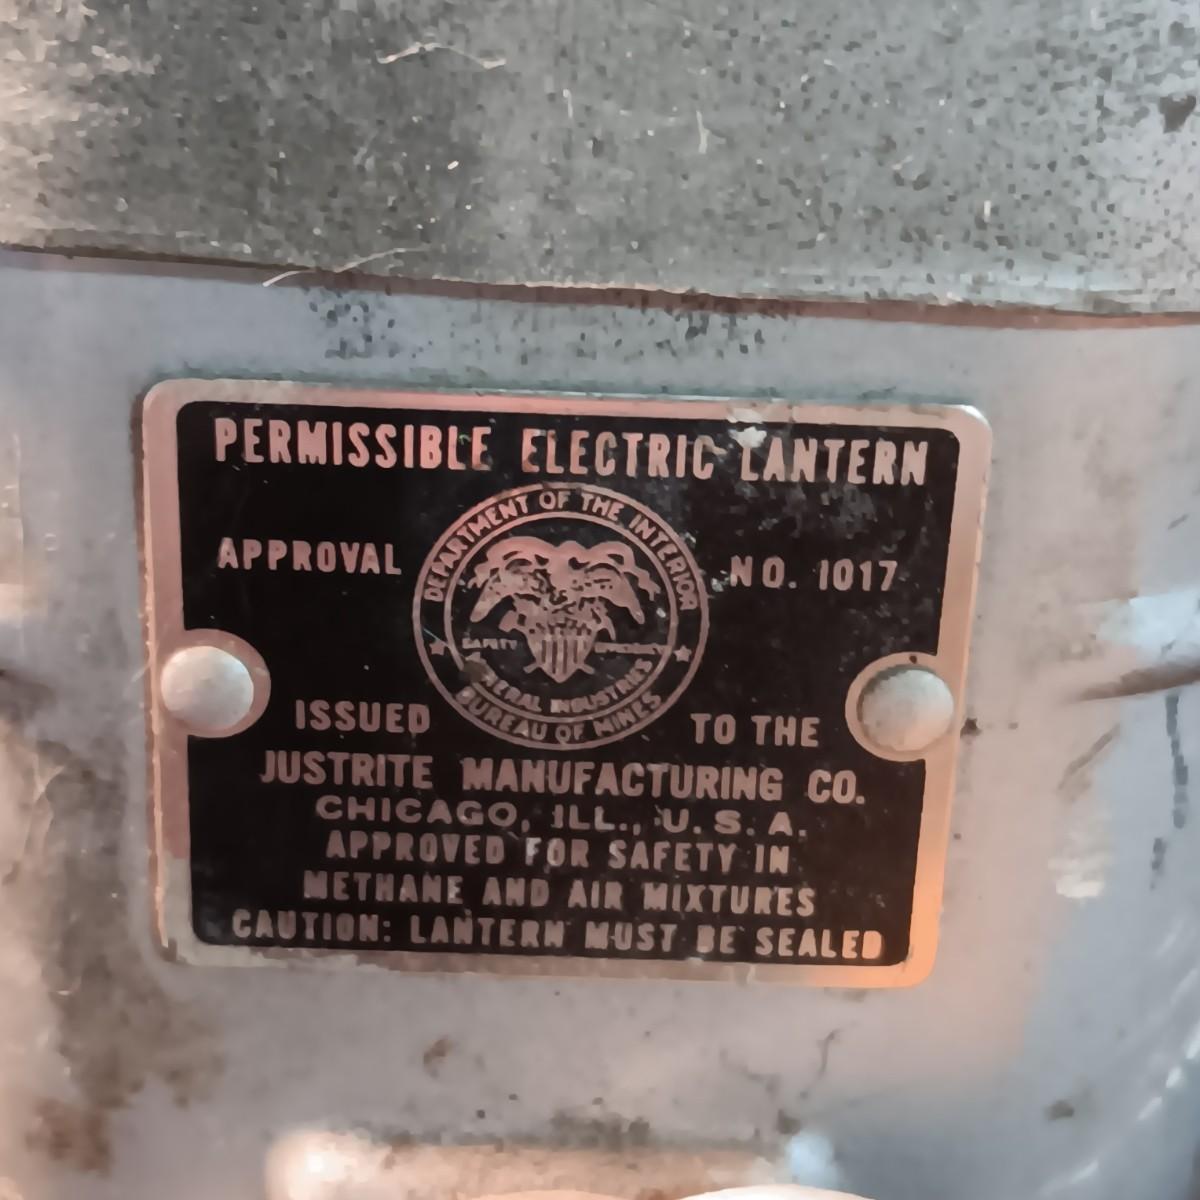 PERMISSIBLE ELECTRIC LANTERN
DEPARTMENT OF THE INTERIOR
APPROVAL NO. 1017
SAFETY
INDUSTRIES
BUREAU OF MINES
ISSUED TO THE
JUSTRITE MANUFACTURING CO.
CHICAGO, ILL., U. S. A.
APPROVED FOR SAFETY IN
METHANE AND AIR MIXTURES
CAUTION: LANTERN MUST BE SEALED